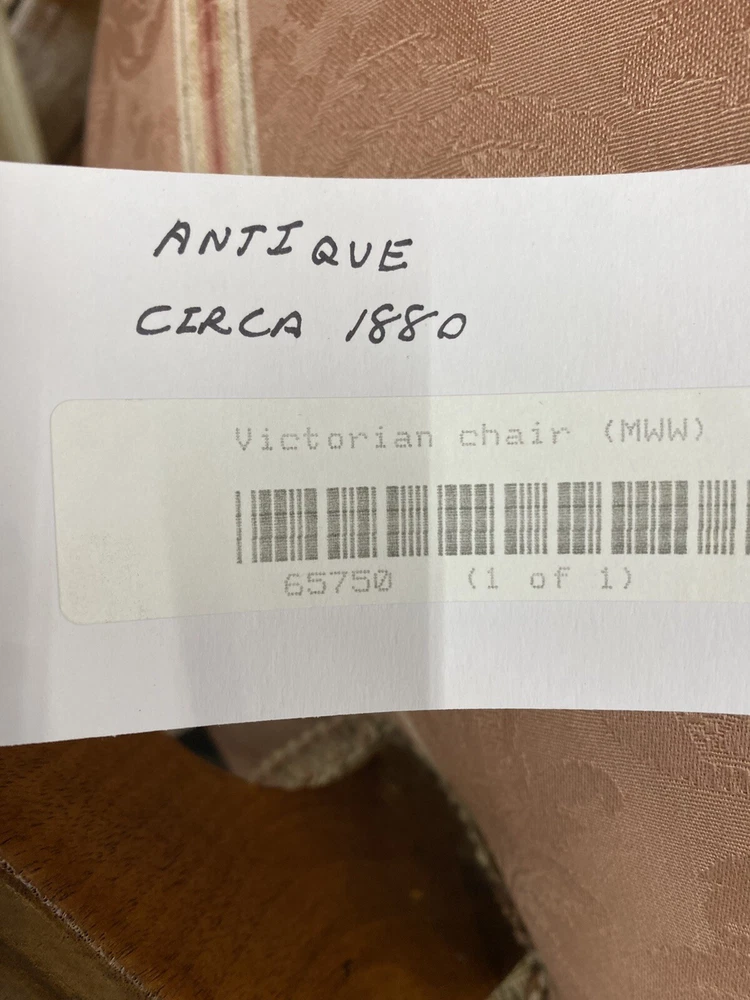 ANTIQUE
CIRCA 1880
Victorian chair (MWW)
65750 (1 of 1)